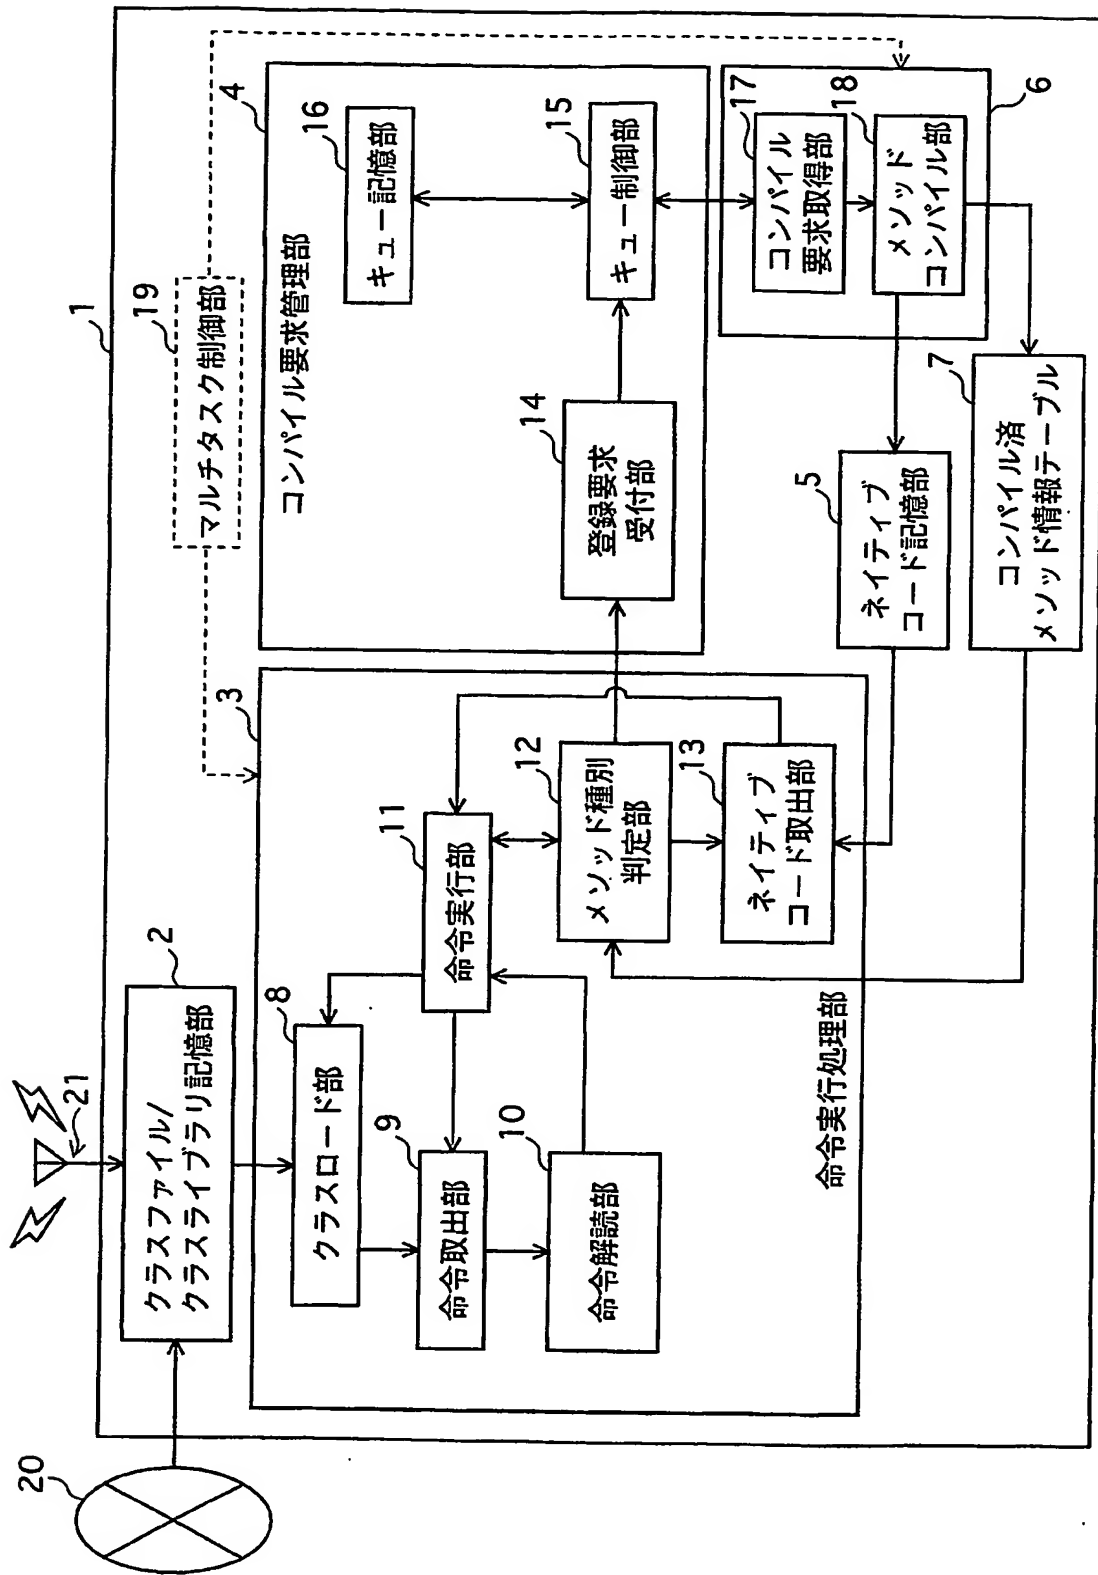 1
19
マルチタスク制御部
21
20
2
クラスファイル/
クラスライブラリ記憶部
3
命令実行処理部
8
クラスロード部
9
命令取出部
10
命令解読部
11
命令実行部
12
メソッド種別
判定部
13
ネイティブ
コード取出部
4
コンパイル要求管理部
14
登録要求
受付部
15
キュー制御部
16
キュー記憶部
17
コンパイル
要求取得部
18
メソッド
コンパイル部
6
5
ネイティブ
コード記憶部
7
コンパイル済
メソッド情報テーブル